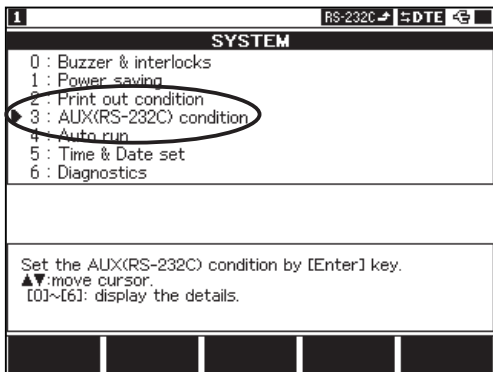 1 RS-232C DTE
SYSTEM
0 : Buzzer & interlocks
1 : Power saving
2 : Print out condition
3 : AUX(RS-232C) condition
4 : Auto run
5 : Time & Date set
6 : Diagnostics
Set the AUX(RS-232C) condition by [Enter] key.
▲▼:move cursor.
[0]~[6]: display the details.